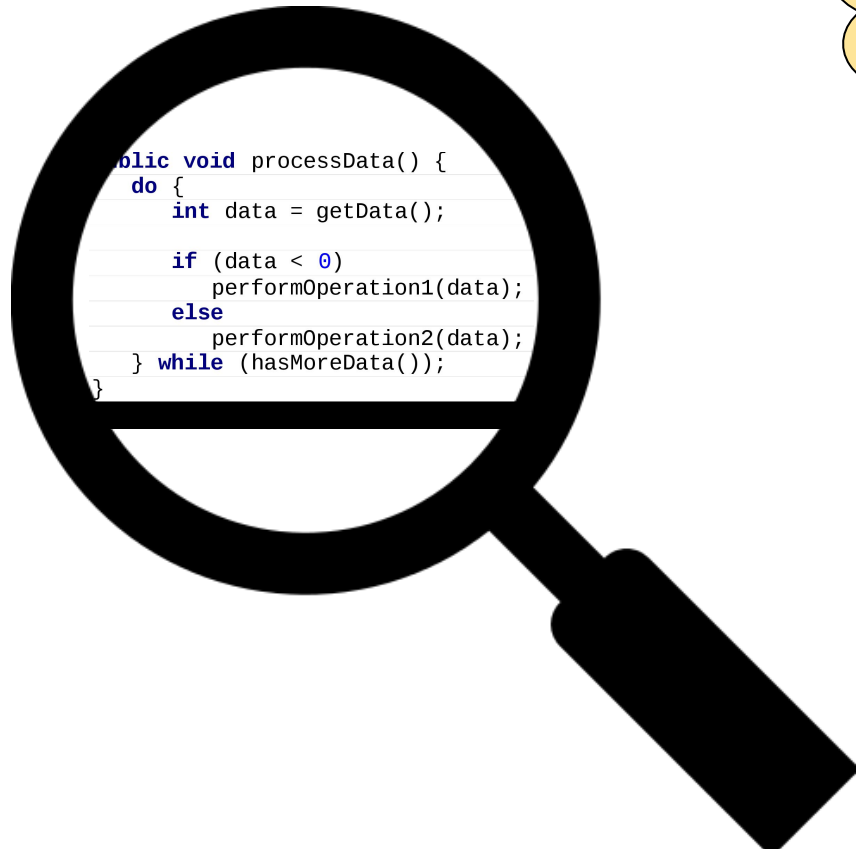 blic void processData() {
do {
int data = getData();
if (data < 0)
performOperation1(data);
else
performOperation2(data);
} while (hasMoreData());
}